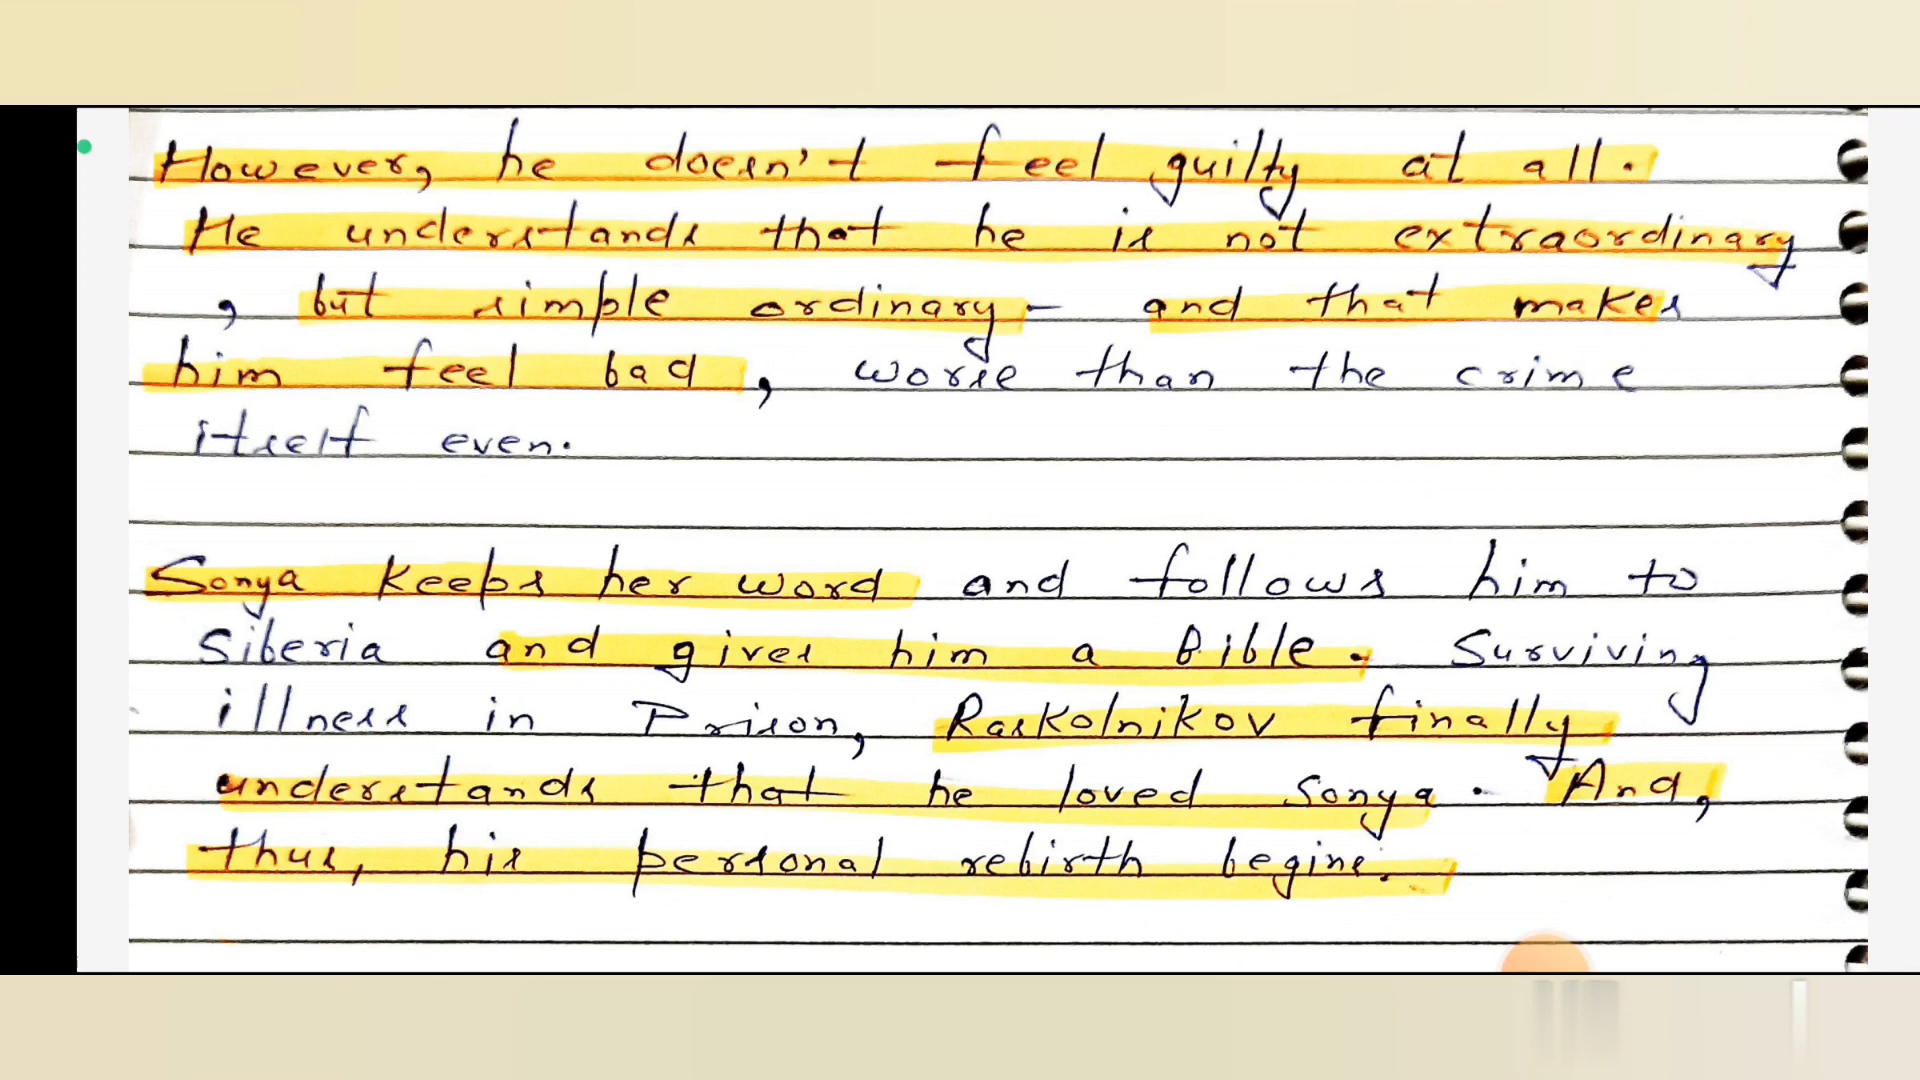 However, he doesn't feel guilty at all.
He understands that he is not extraordinary
, but simple ordinary - and that makes
him feel bad, worse than the crime
itself even.
Sonya keeps her word and follows him to
Siberia and gives him a Bible. Surviving
illness in Prison, Raskolnikov finally
understands that he loved Sonya. And,
thus, his personal rebirth begins.